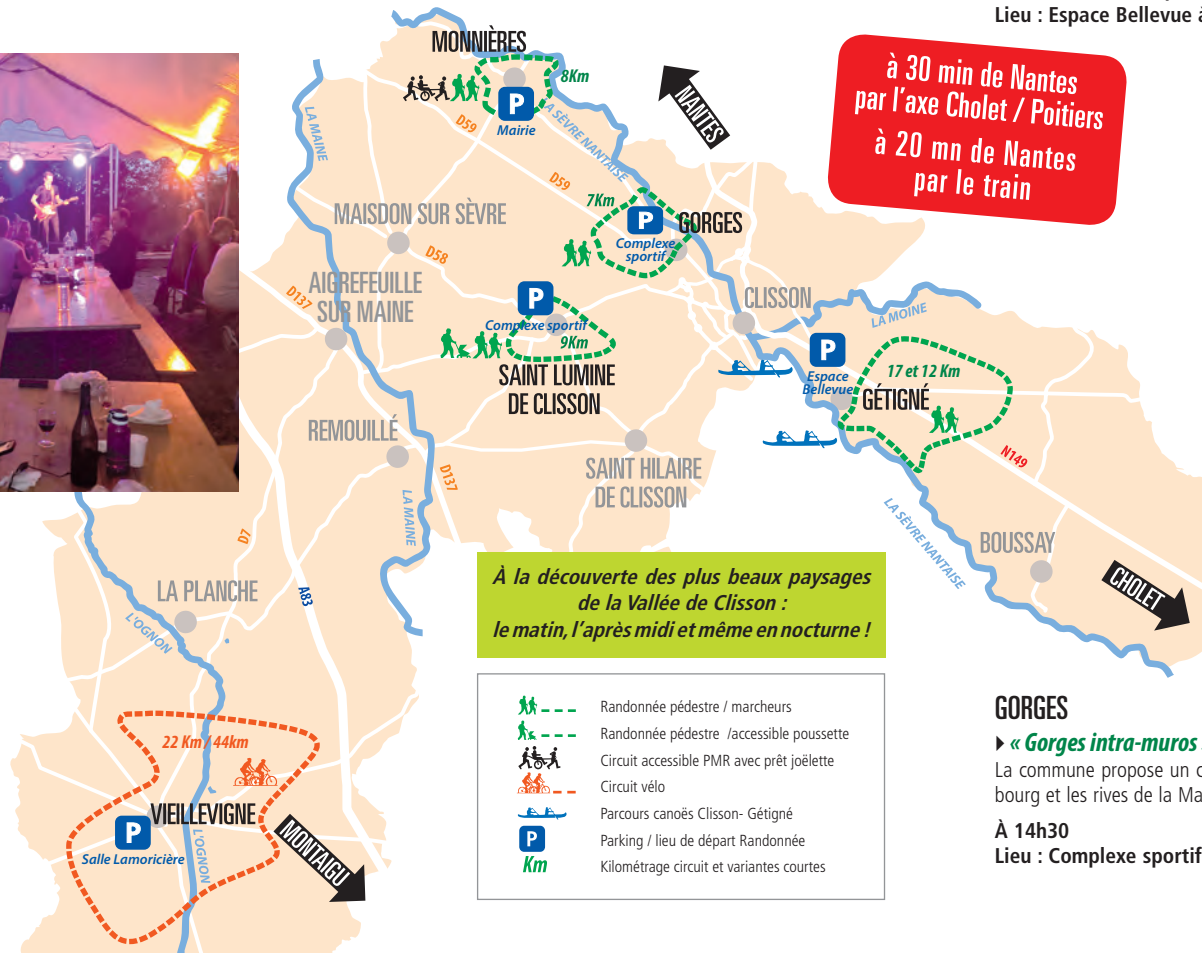 Lieu : Espace Bellevue à
à 30 min de Nantes
par l'axe Cholet / Poitiers
à 20 mn de Nantes
par le train
MONNIÈRES
8Km
P
Mairie
NANTES
LA MAINE
D59
LA SÈVRE NANTAISE
D59
7Km
P
GORGES
Complexe
sportif
MAISDON SUR SÈVRE
D58
D137
AIGREFEUILLE
SUR MAINE
P
Complexe sportif
9Km
SAINT LUMINE
DE CLISSON
CLISSON
LA MOINE
P
Espace
Bellevue
17 et 12 Km
GÉTIGNÉ
N149
REMOUILLÉ
D137
LA MAINE
SAINT HILAIRE
DE CLISSON
LA SÈVRE NANTAISE
BOUSSAY
CHOLET
D7
A83
LA PLANCHE
L'OGNON
À la découverte des plus beaux paysages
de la Vallée de Clisson :
le matin, l'après midi et même en nocturne !
Randonnée pédestre / marcheurs
Randonnée pédestre /accessible poussette
Circuit accessible PMR avec prêt joëlette
Circuit vélo
Parcours canoës Clisson- Gétigné
P Parking / lieu de départ Randonnée
Km Kilométrage circuit et variantes courtes
22 Km / 44km
VIEILLEVIGNE
P
Salle Lamoricière
L'OGNON
MONTAIGU
GORGES
« Gorges intra-muros
La commune propose un c
bourg et les rives de la Ma
À 14h30
Lieu : Complexe sportif